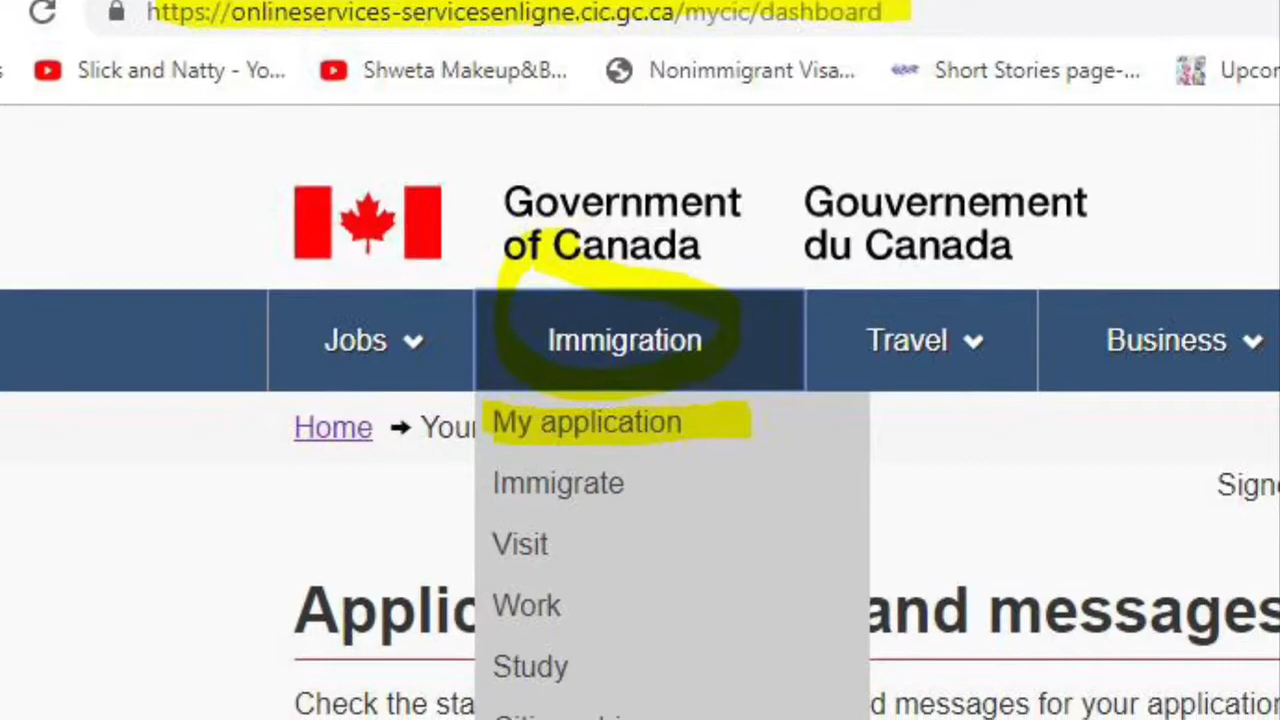 https://onlineservices-servicesenligne.cic.gc.ca/mycic/dashboard
Slick and Natty - Yo... Shweta Makeup&B... Nonimmigrant Visa... Short Stories page-... Upcor
Government Gouvernement
of Canada du Canada
Jobs Immigration Travel Business
Home → Your My application
Immigrate
Signe
Visit
Work
Applic and messages
Study
Check the sta d messages for your application